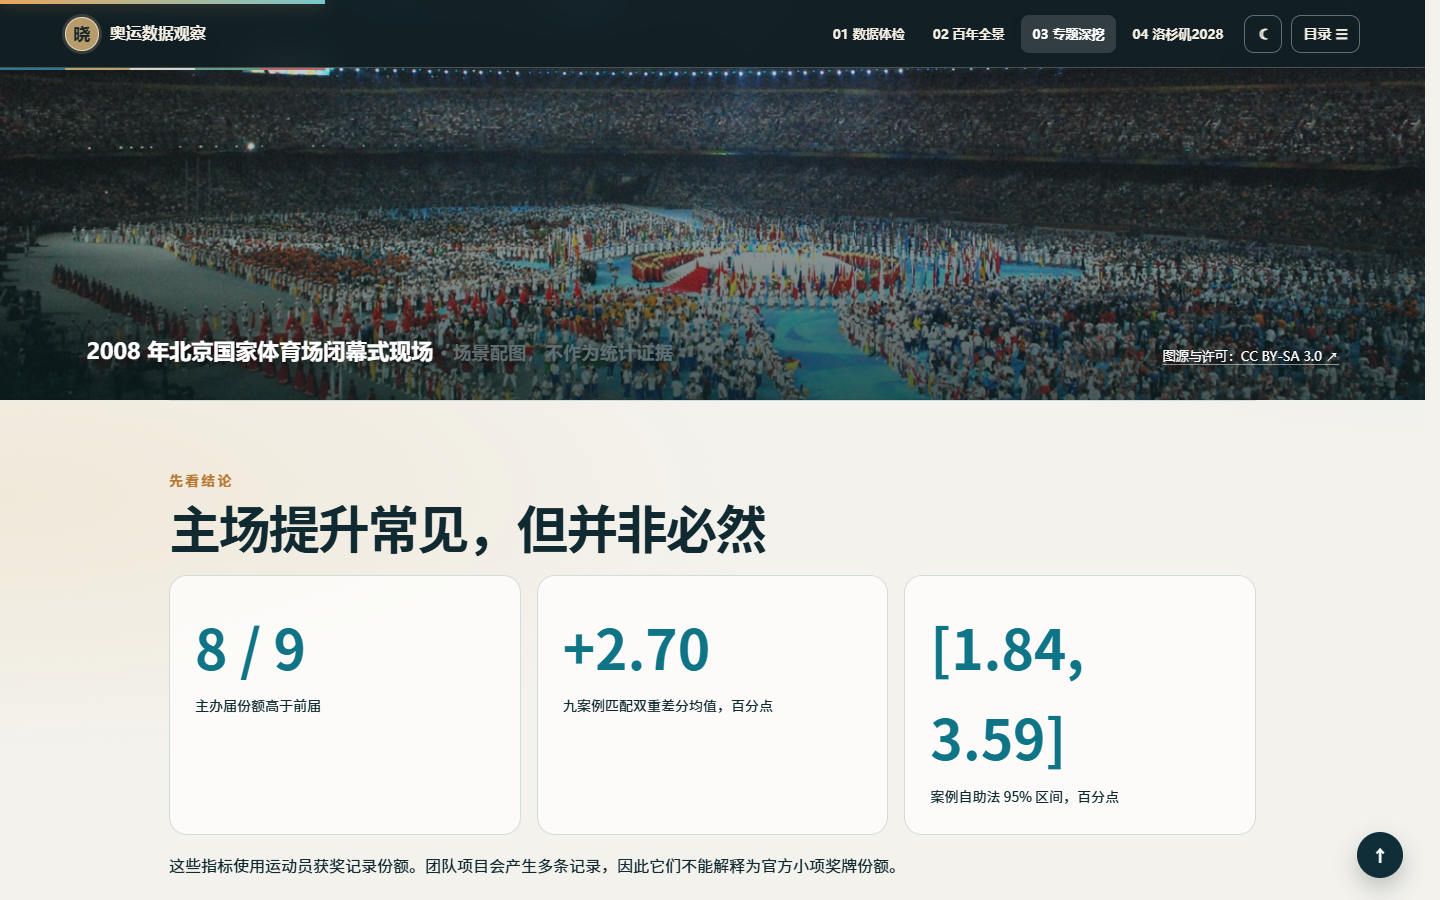 晓 奥运数据观察 01 数据体检 02 百年全景 03 专题深挖 04 洛杉矶2028 ☾ 目录 ☰
2008 年北京国家体育场闭幕式现场 · 场景配图，不作为统计证据
图源与许可：CC BY-SA 3.0 ↗
先看结论
主场提升常见，但并非必然
8 / 9
主办届份额高于前届
+2.70
九案例匹配双重差分均值，百分点
[1.84,
3.59]
案例自助法 95% 区间，百分点
这些指标使用运动员获奖记录份额。团队项目会产生多条记录，因此它们不能解释为官方小项奖牌份额。
↑